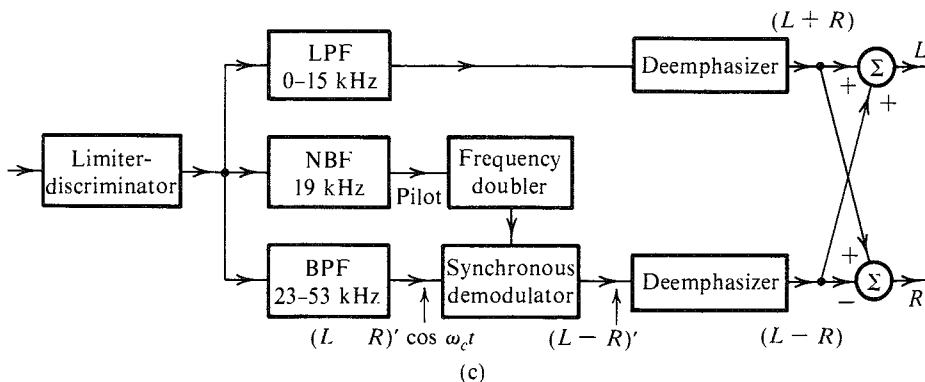 (L + R)
L
LPF
0–15 kHz
Deemphasizer
Σ
+
+
Limiter-
discriminator
NBF
19 kHz
Pilot
Frequency
doubler
BPF
23–53 kHz
Synchronous
demodulator
Deemphasizer
+
Σ
–
R
(L R)′ cos ω_c t
(L – R)′
(L – R)
(c)